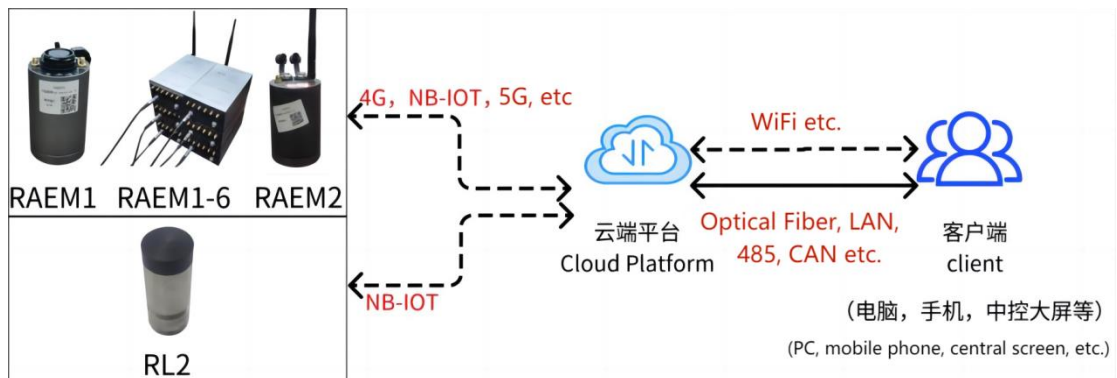 RAEM1
RAEM1-6
RAEM2
4G，NB-IOT，5G, etc
RL2
NB-IOT
云端平台
Cloud Platform
WiFi etc.
Optical Fiber, LAN,
485, CAN etc.
客户端
client
（电脑，手机，中控大屏等）
(PC, mobile phone, central screen, etc.)